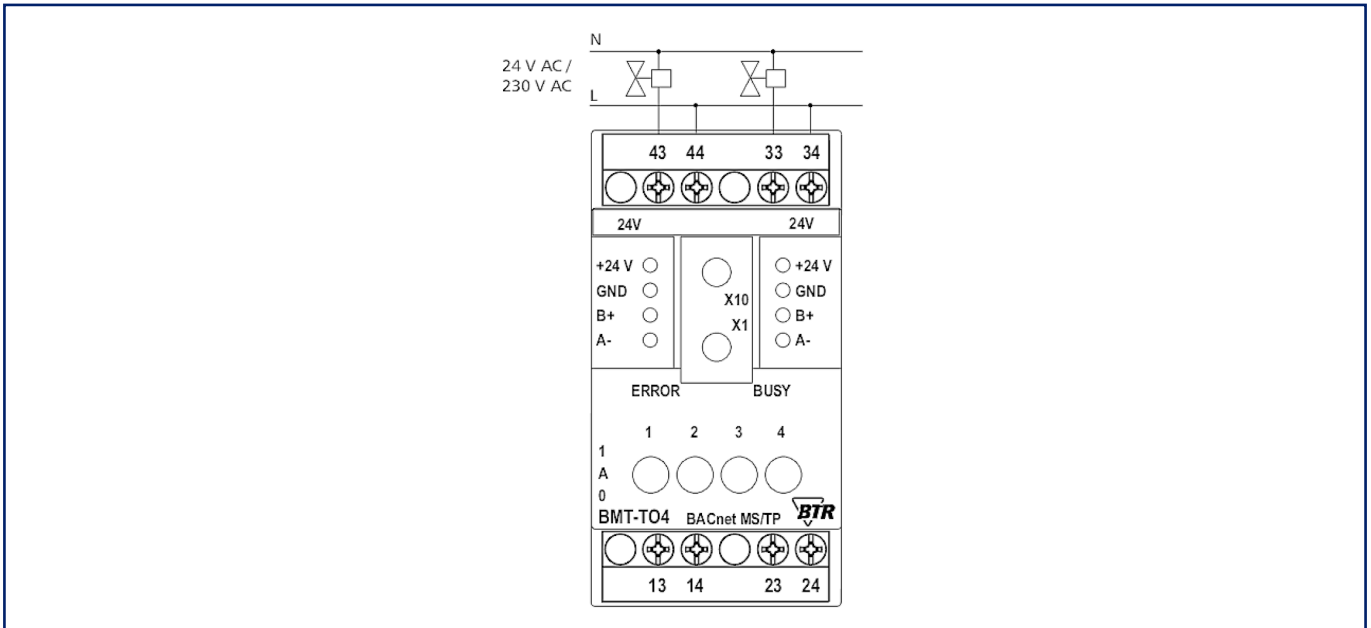 N
24 V AC /
230 V AC
L
43 44 33 34
24V 24V
+24 V +24 V
GND GND
B+ B+
A- A-
X10
X1
ERROR BUSY
1 2 3 4
1
A
0
BMT-TO4 BACnet MS/TP BTR
13 14 23 24